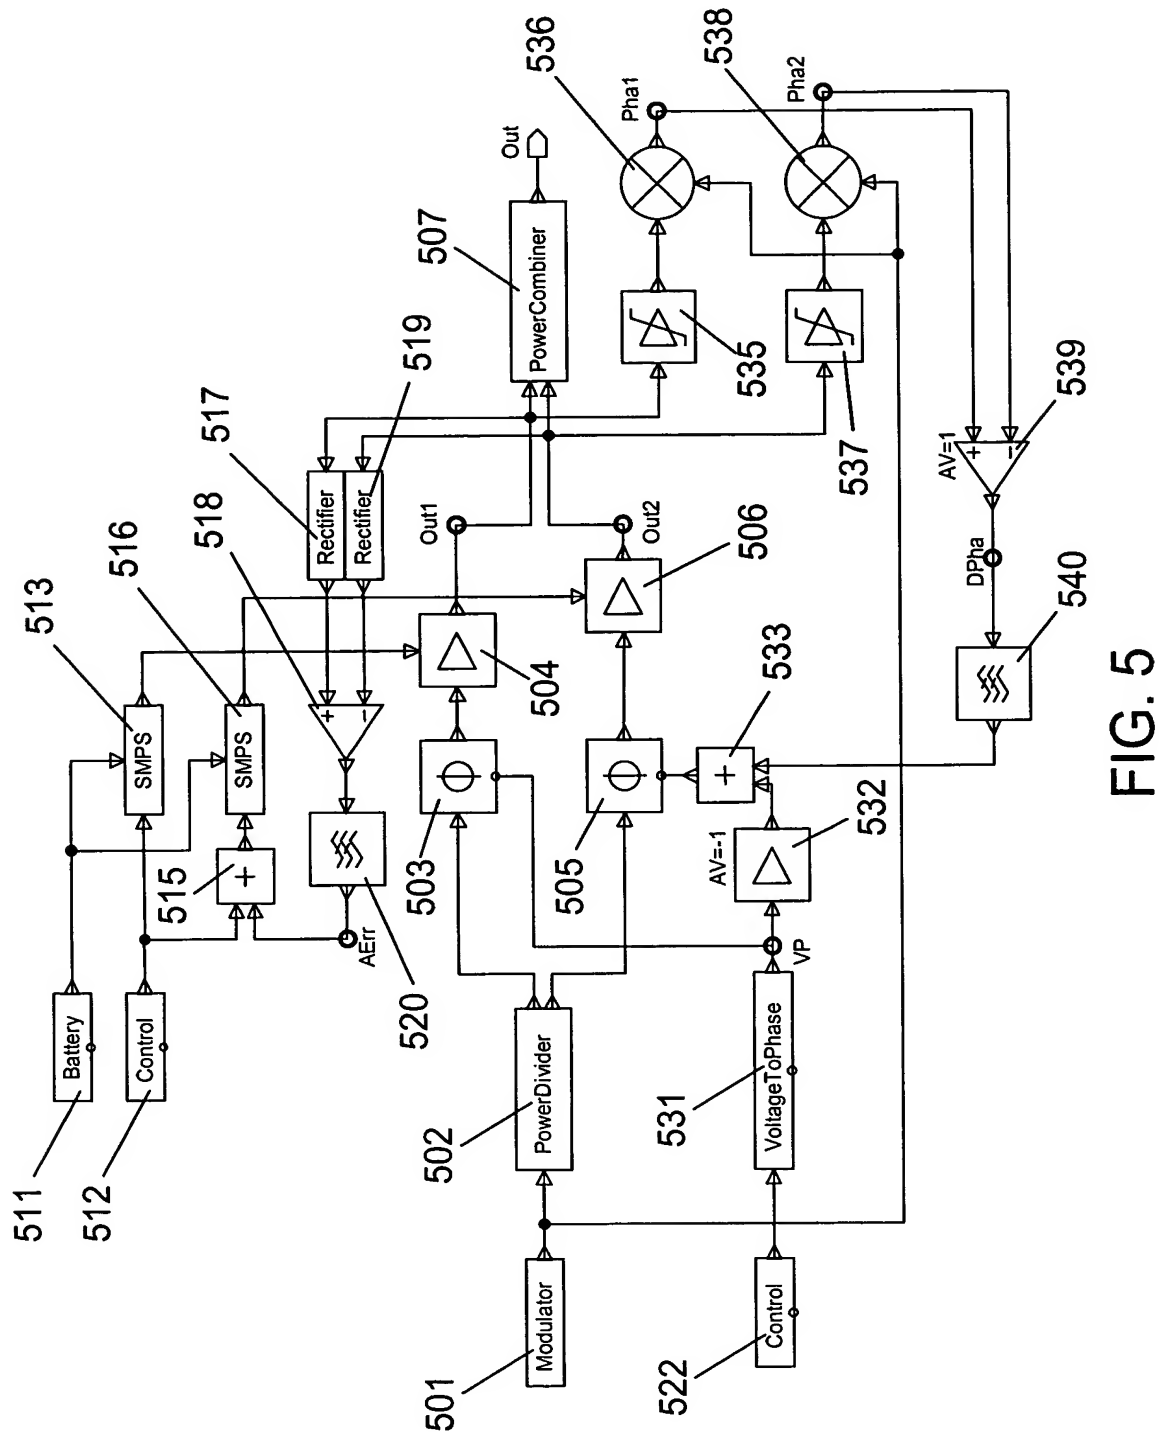 511
Battery
512
Control
513
SMPS
516
SMPS
515
+
517
Rectifier
519
Rectifier
518
+
−
520
AErr
501
Modulator
502
PowerDivider
503
504
Out1
505
506
Out2
507
PowerCombiner
Out
522
Control
531
VoltageToPhase
VP
AV=-1
532
533
+
535
536
Pha1
537
538
Pha2
AV=1
+
−
539
DPha
540
FIG. 5